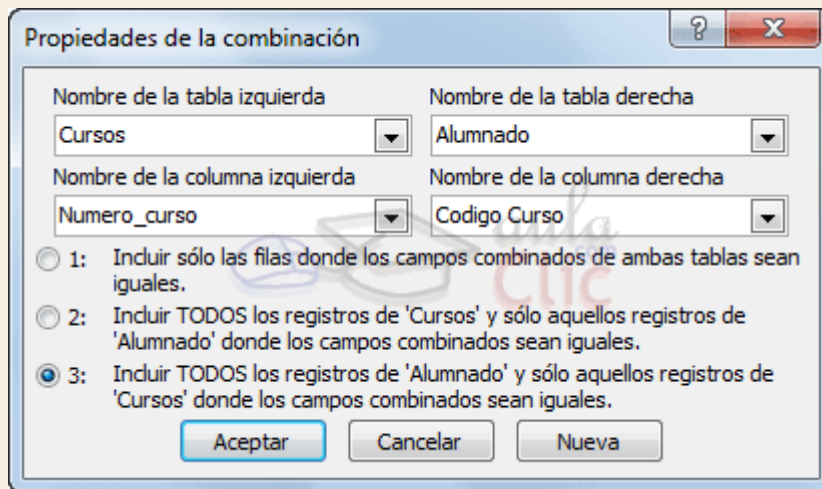 Propiedades de la combinación
Nombre de la tabla izquierda
Nombre de la tabla derecha
Cursos
Alumnado
Nombre de la columna izquierda
Nombre de la columna derecha
Numero_curso
Codigo Curso
1: Incluir sólo las filas donde los campos combinados de ambas tablas sean
iguales.
2: Incluir TODOS los registros de 'Cursos' y sólo aquellos registros de
'Alumnado' donde los campos combinados sean iguales.
3: Incluir TODOS los registros de 'Alumnado' y sólo aquellos registros de
'Cursos' donde los campos combinados sean iguales.
Aceptar
Cancelar
Nueva
aula
Clic
.com